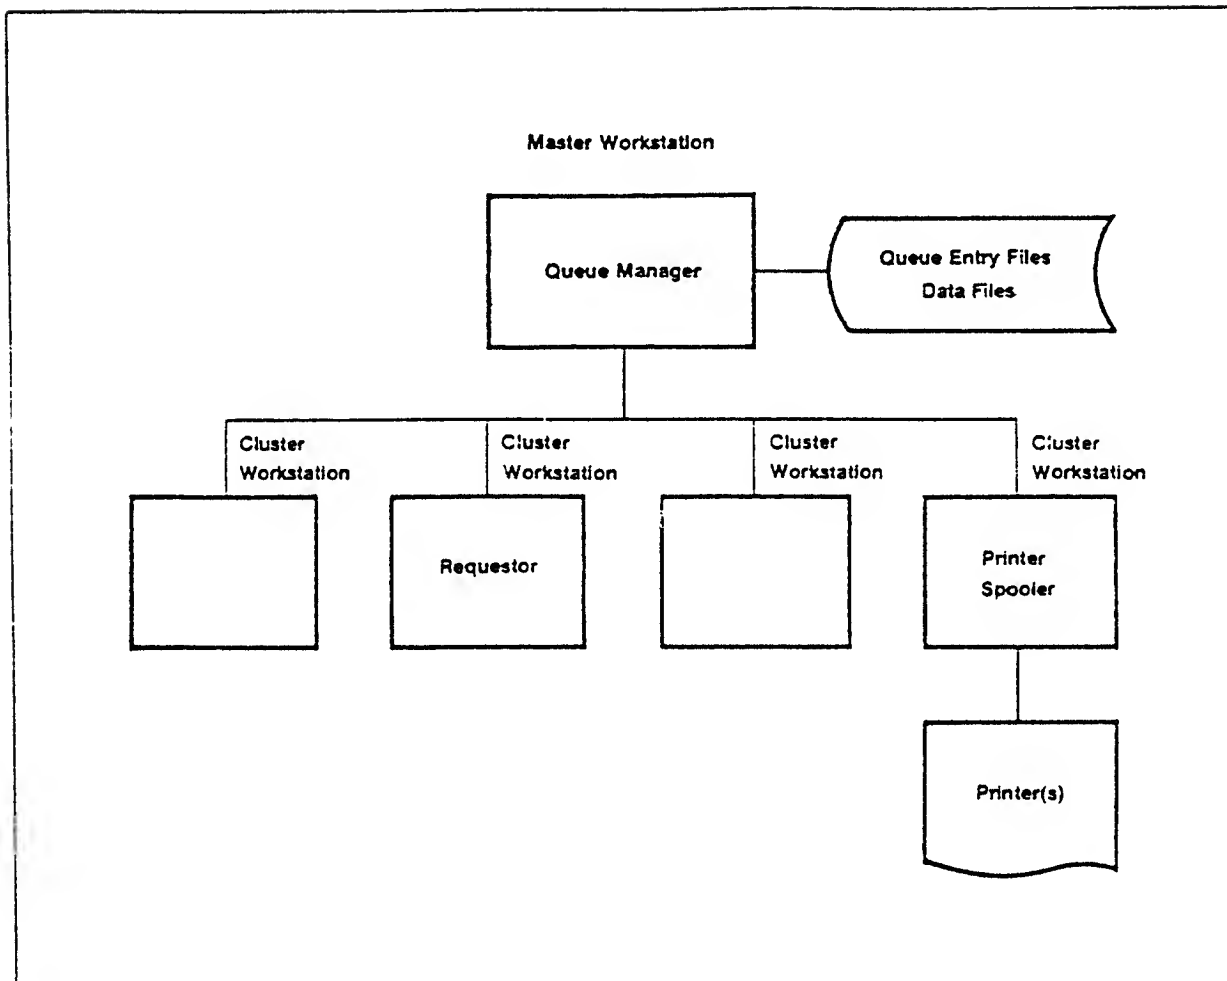 Master Workstation
Queue Manager
Queue Entry Files
Data Files
Cluster
Workstation
Cluster
Workstation
Cluster
Workstation
Cluster
Workstation
Requestor
Printer
Spooler
Printer(s)